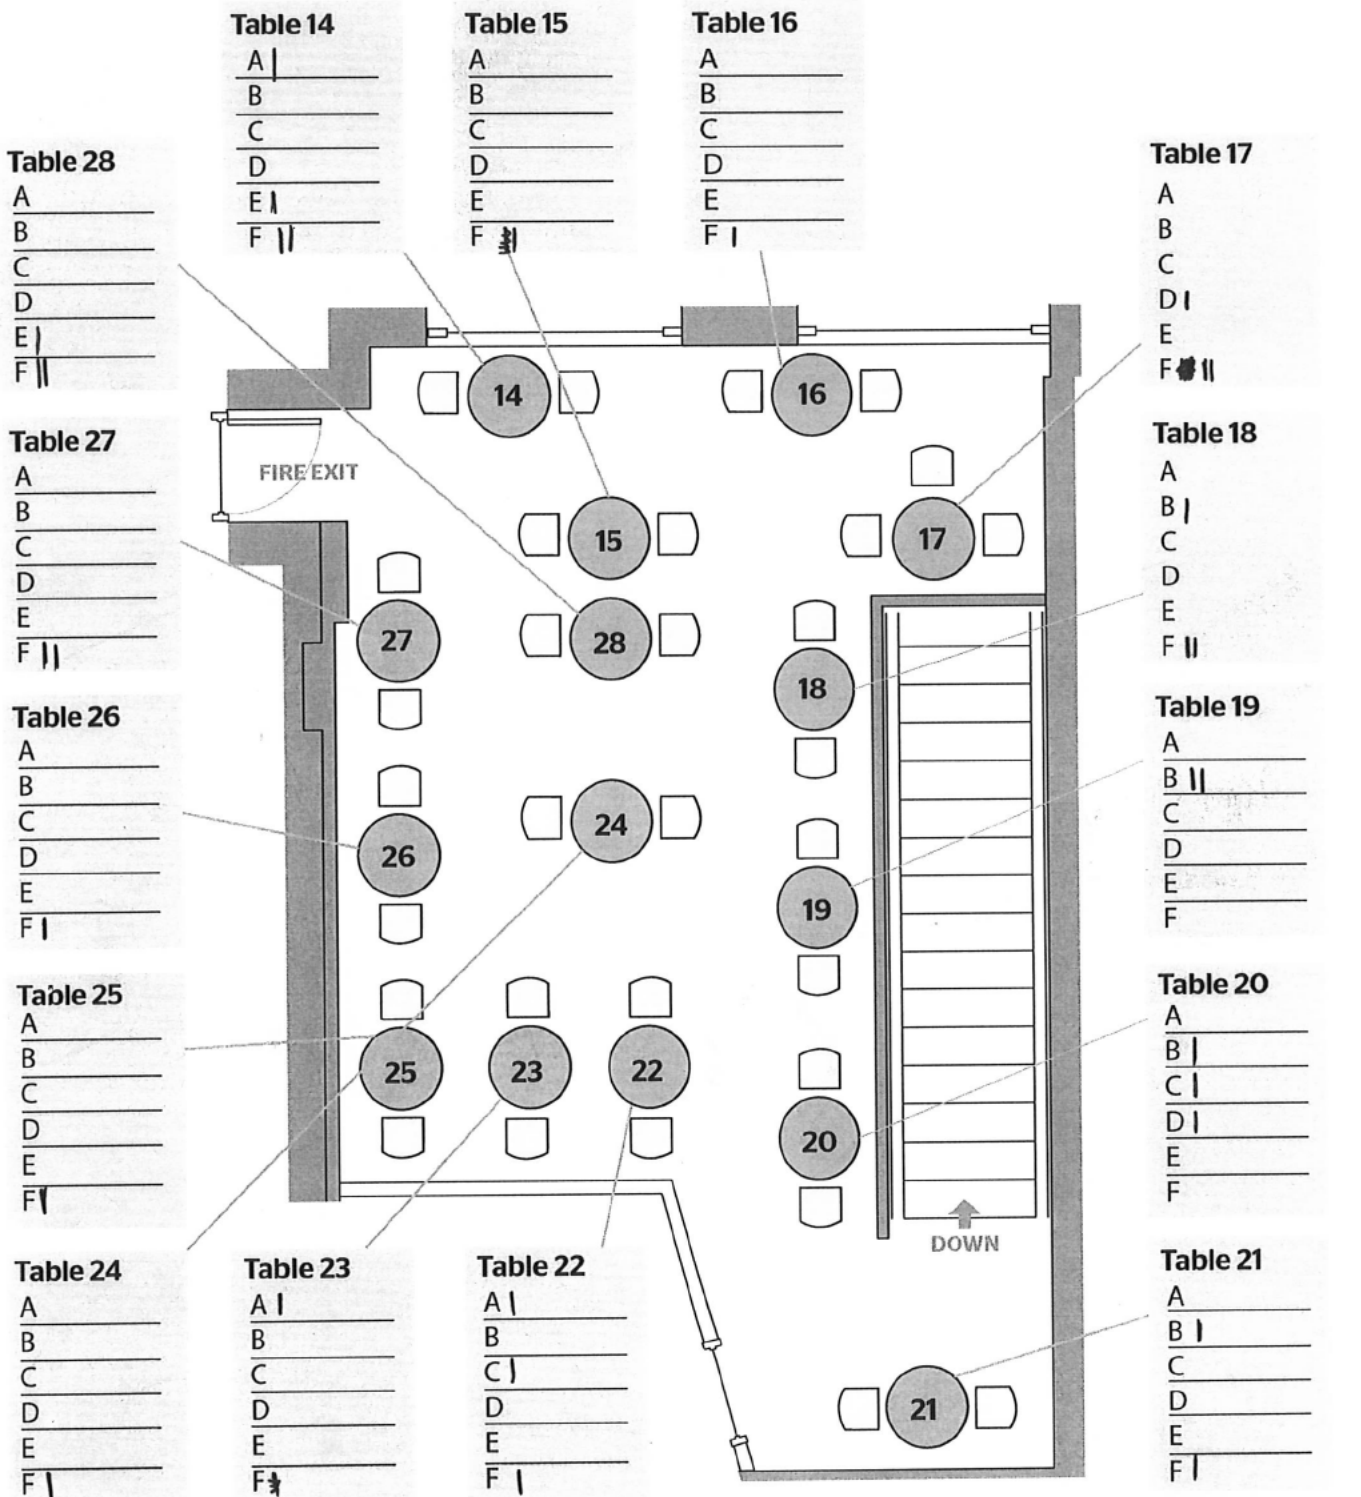 Table 14
A |
B
C
D
E |
F ||
Table 15
A
B
C
D
E
F
Table 16
A
B
C
D
E
F |
Table 28
A
B
C
D
E |
F ||
Table 17
A
B
C
D |
E
F ||
Table 27
A
B
C
D
E
F ||
Table 18
A
B |
C
D
E
F ||
Table 26
A
B
C
D
E
F |
Table 19
A
B ||
C
D
E
F
Table 25
A
B
C
D
E
F |
Table 20
A
B |
C |
D |
E
F
Table 24
A
B
C
D
E
F |
Table 23
A |
B
C
D
E
F
Table 22
A |
B
C |
D
E
F |
Table 21
A
B |
C
D
E
F |
14
16
FIRE EXIT
15
17
27
28
18
24
26
19
25
23
22
20
DOWN
21